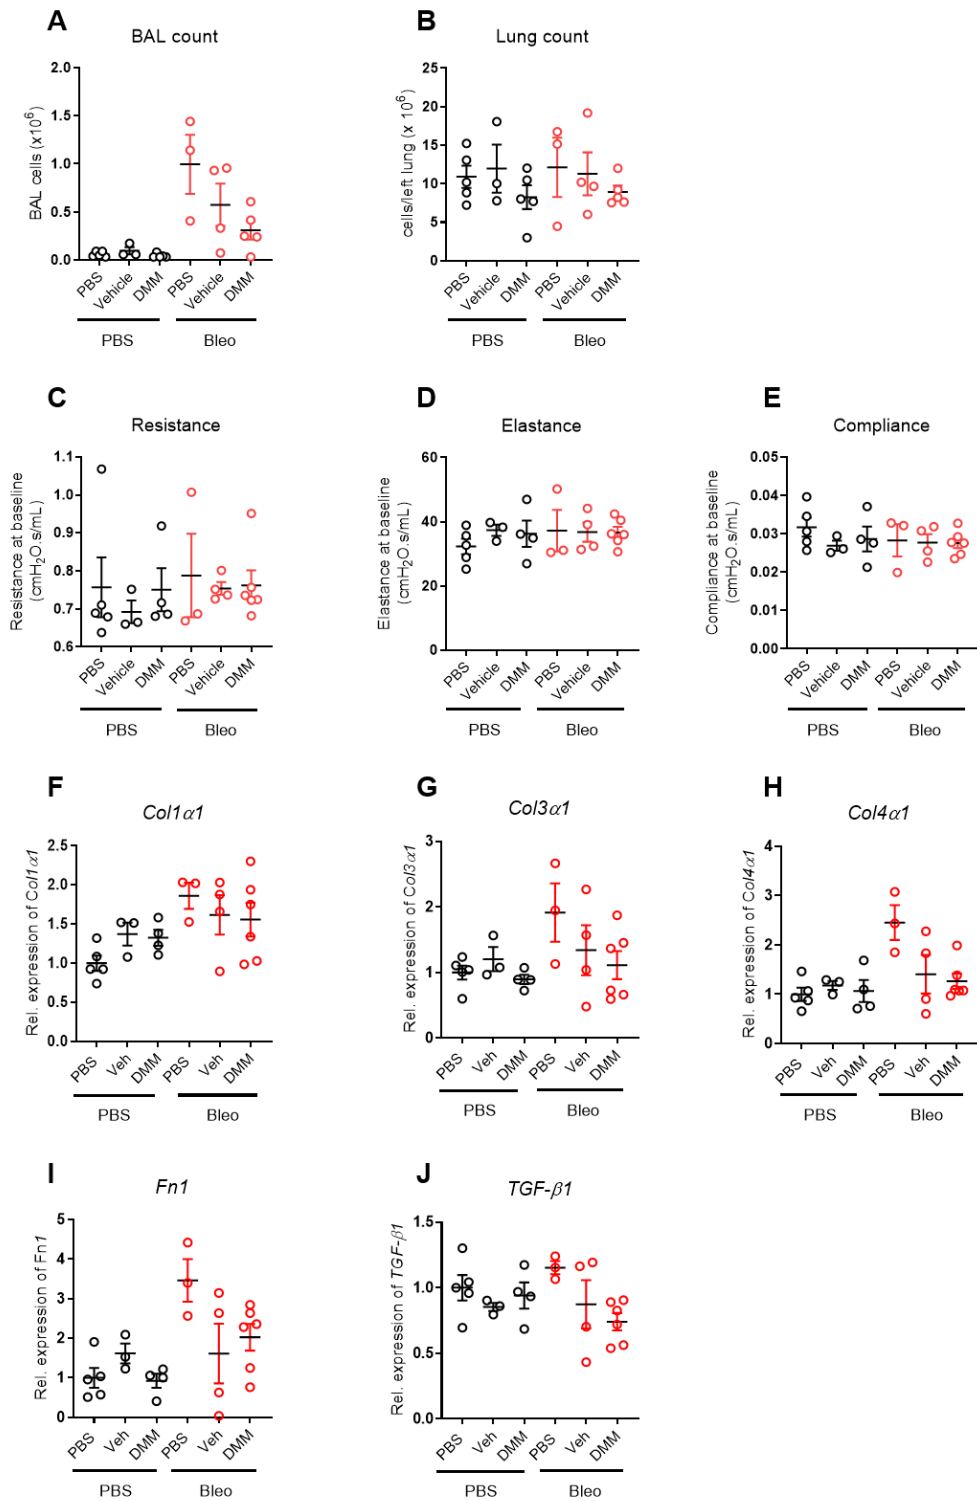 A
BAL count
BAL cells (x10⁶)
2.0
1.5
1.0
0.5
0.0
PBS
Vehicle
DMM
PBS
Vehicle
DMM
PBS
Bleo
B
Lung count
cells/left lung (x 10⁶)
25
20
15
10
5
0
PBS
Vehicle
DMM
PBS
Vehicle
DMM
PBS
Bleo
C
Resistance
Resistance at baseline
(cmH₂O.s/mL)
1.1
1.0
0.9
0.8
0.7
0.6
PBS
Vehicle
DMM
PBS
Vehicle
DMM
PBS
Bleo
D
Elastance
Elastance at baseline
(cmH₂O.s/mL)
60
40
20
0
PBS
Vehicle
DMM
PBS
Vehicle
DMM
PBS
Bleo
E
Compliance
Compliance at baseline
(cmH₂O.s/mL)
0.05
0.04
0.03
0.02
0.01
0.00
PBS
Vehicle
DMM
PBS
Vehicle
DMM
PBS
Bleo
F
Col1α1
Rel. expression of Col1α1
2.5
2.0
1.5
1.0
0.5
0.0
PBS
Veh
DMM
PBS
Veh
DMM
PBS
Bleo
G
Col3α1
Rel. expression of Col3α1
3
2
1
0
PBS
Veh
DMM
PBS
Veh
DMM
PBS
Bleo
H
Col4α1
Rel. expression of Col4α1
4
3
2
1
0
PBS
Veh
DMM
PBS
Veh
DMM
PBS
Bleo
I
Fn1
Rel. expression of Fn1
5
4
3
2
1
0
PBS
Veh
DMM
PBS
Veh
DMM
PBS
Bleo
J
TGF-β1
Rel. expression of TGF-β1
1.5
1.0
0.5
0.0
PBS
Veh
DMM
PBS
Veh
DMM
PBS
Bleo